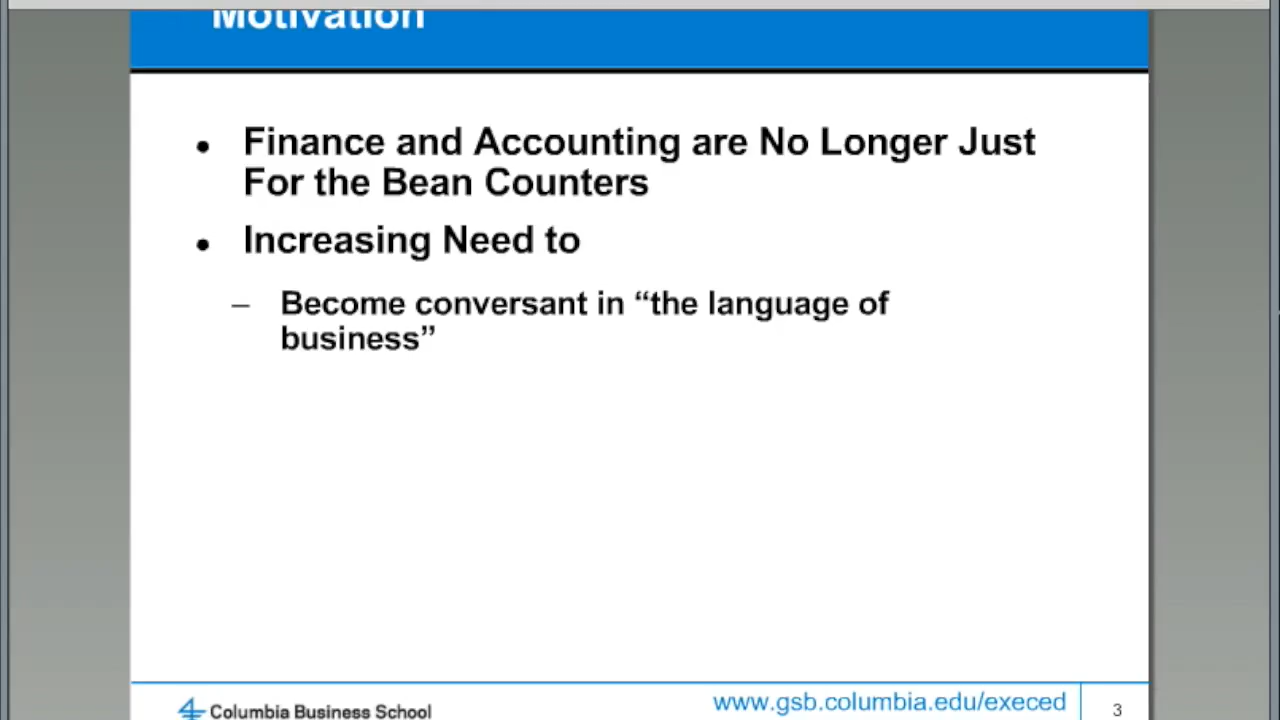 Motivation
• Finance and Accounting are No Longer Just
For the Bean Counters
• Increasing Need to
– Become conversant in “the language of
business”
Columbia Business School
www.gsb.columbia.edu/execed
3